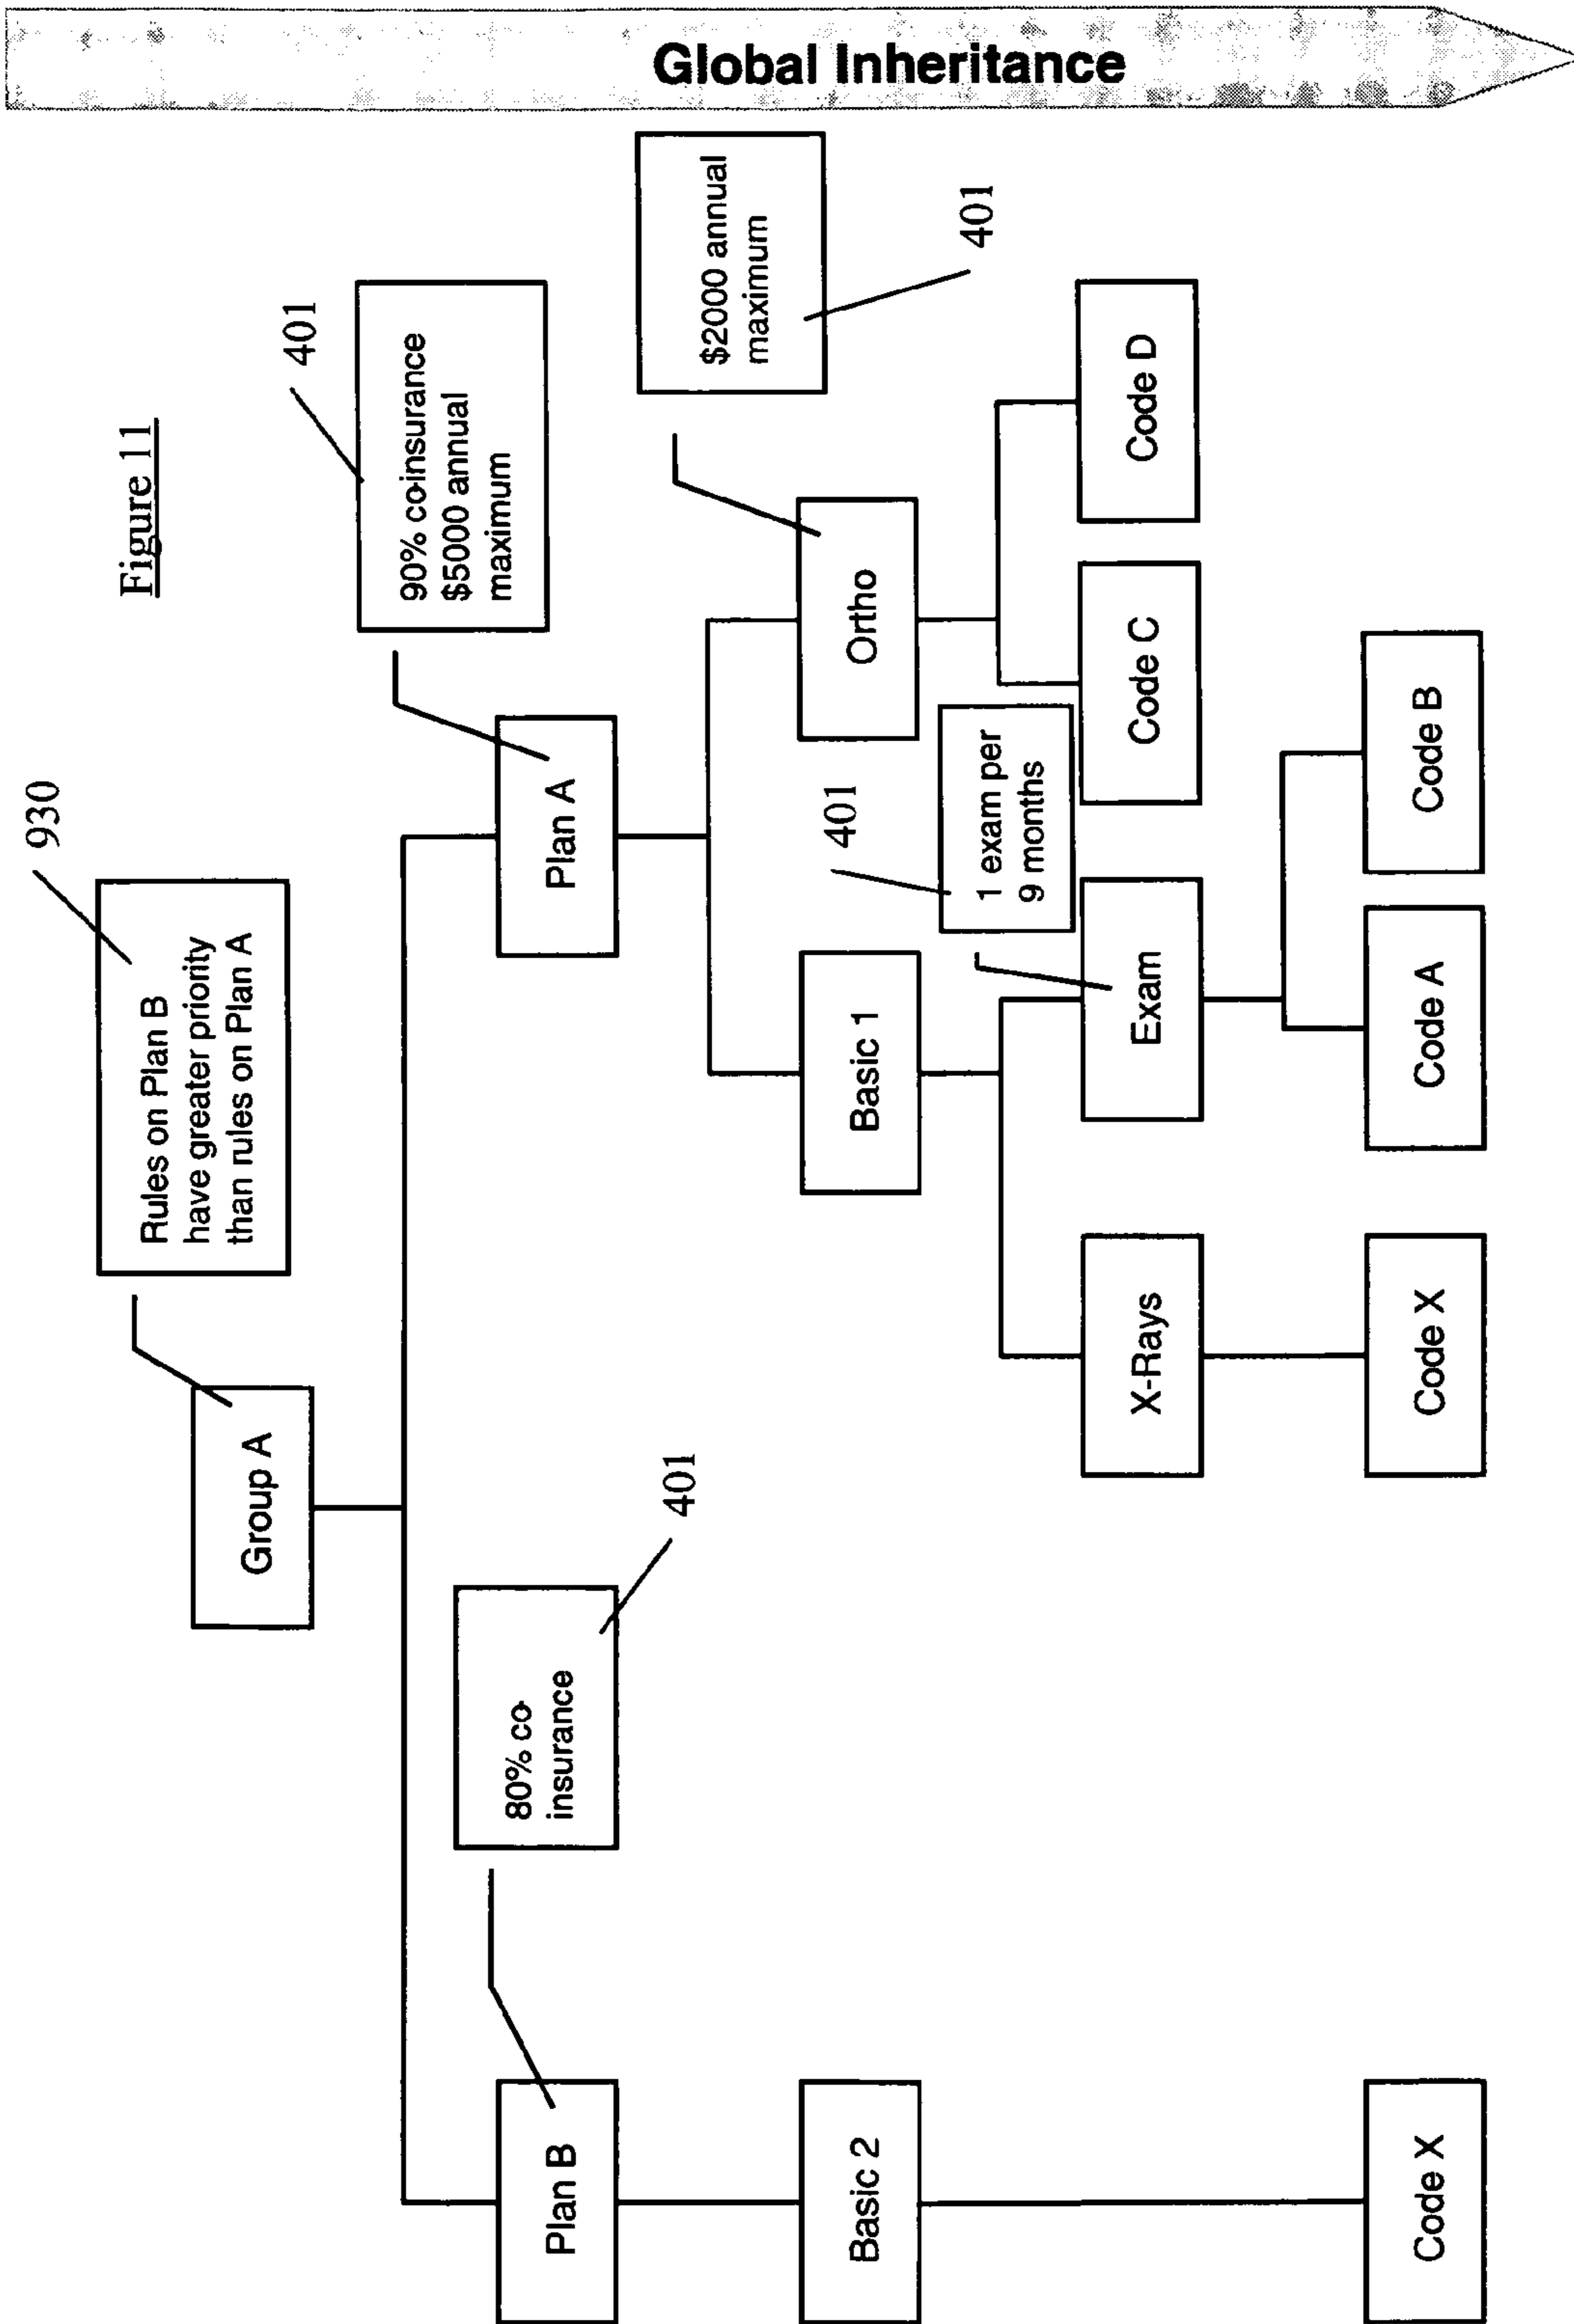 Figure 11
Global Inheritance
930
Rules on Plan B
have greater priority
than rules on Plan A
Group A
401
90% co-insurance
$5000 annual
maximum
401
80% co-
insurance
Plan B
Plan A
401
$2000 annual
maximum
Basic 2
Basic 1
Ortho
401
1 exam per
9 months
X-Rays
Exam
Code C
Code D
Code X
Code X
Code A
Code B